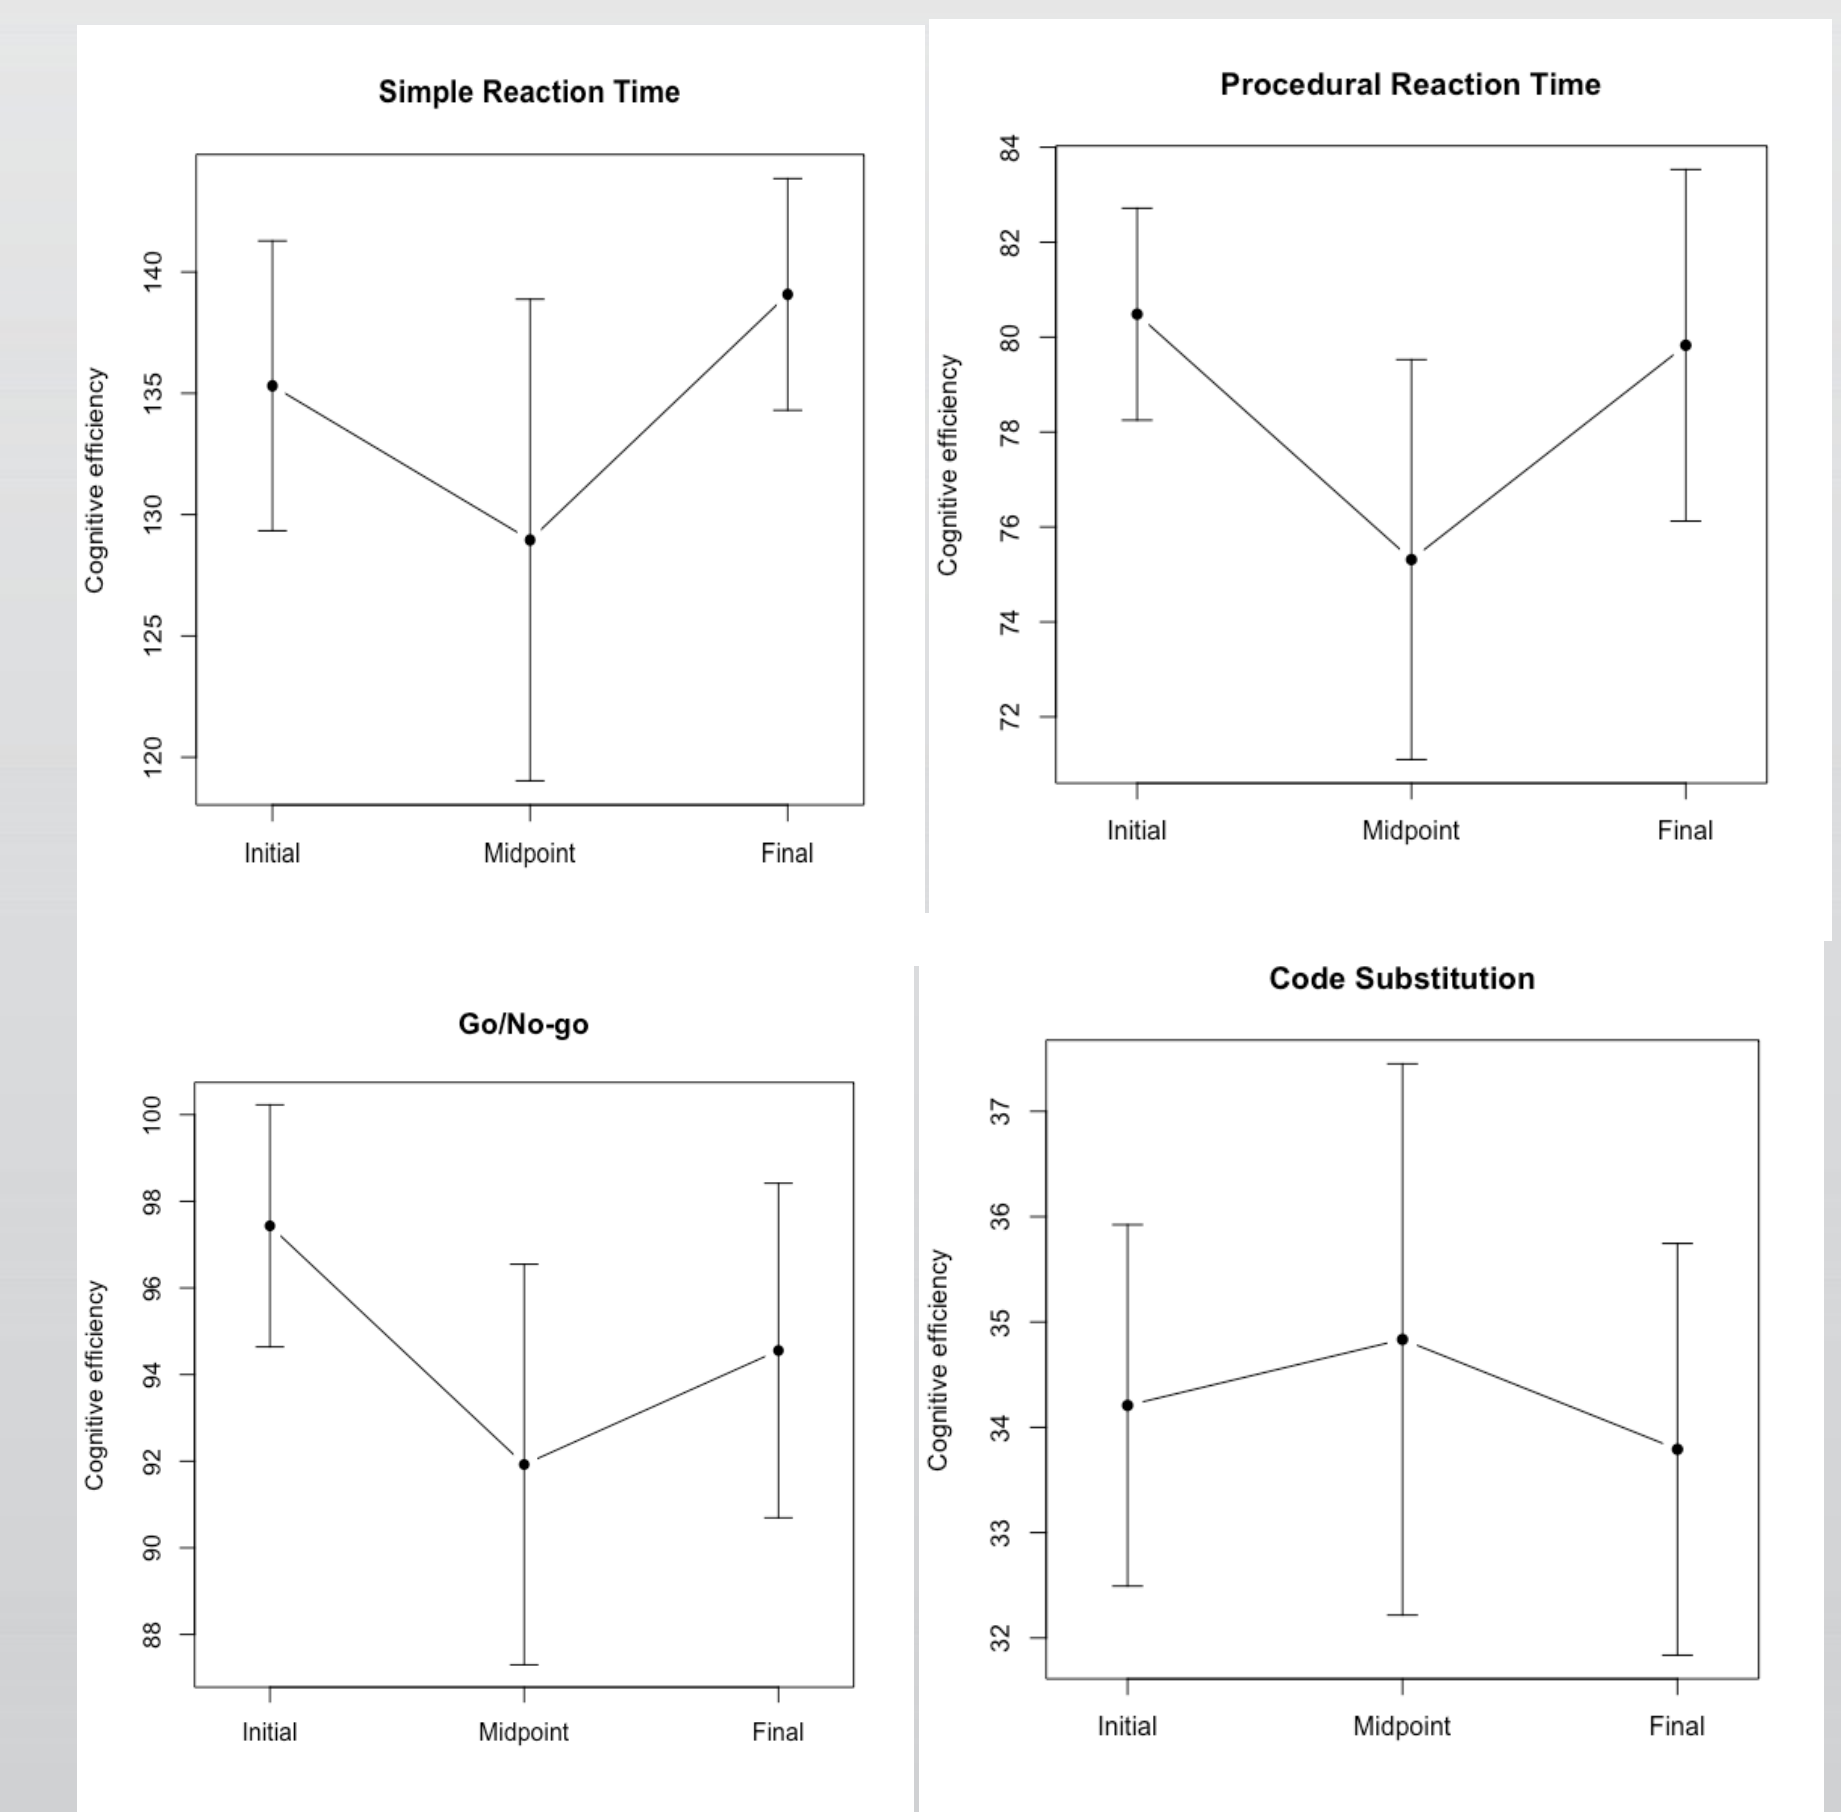 Simple Reaction Time
Cognitive efficiency
140
135
130
125
120
Initial Midpoint Final
Procedural Reaction Time
Cognitive efficiency
84
82
80
78
76
74
72
Initial Midpoint Final
Go/No-go
Cognitive efficiency
100
98
96
94
92
90
88
Initial Midpoint Final
Code Substitution
Cognitive efficiency
37
36
35
34
33
32
Initial Midpoint Final